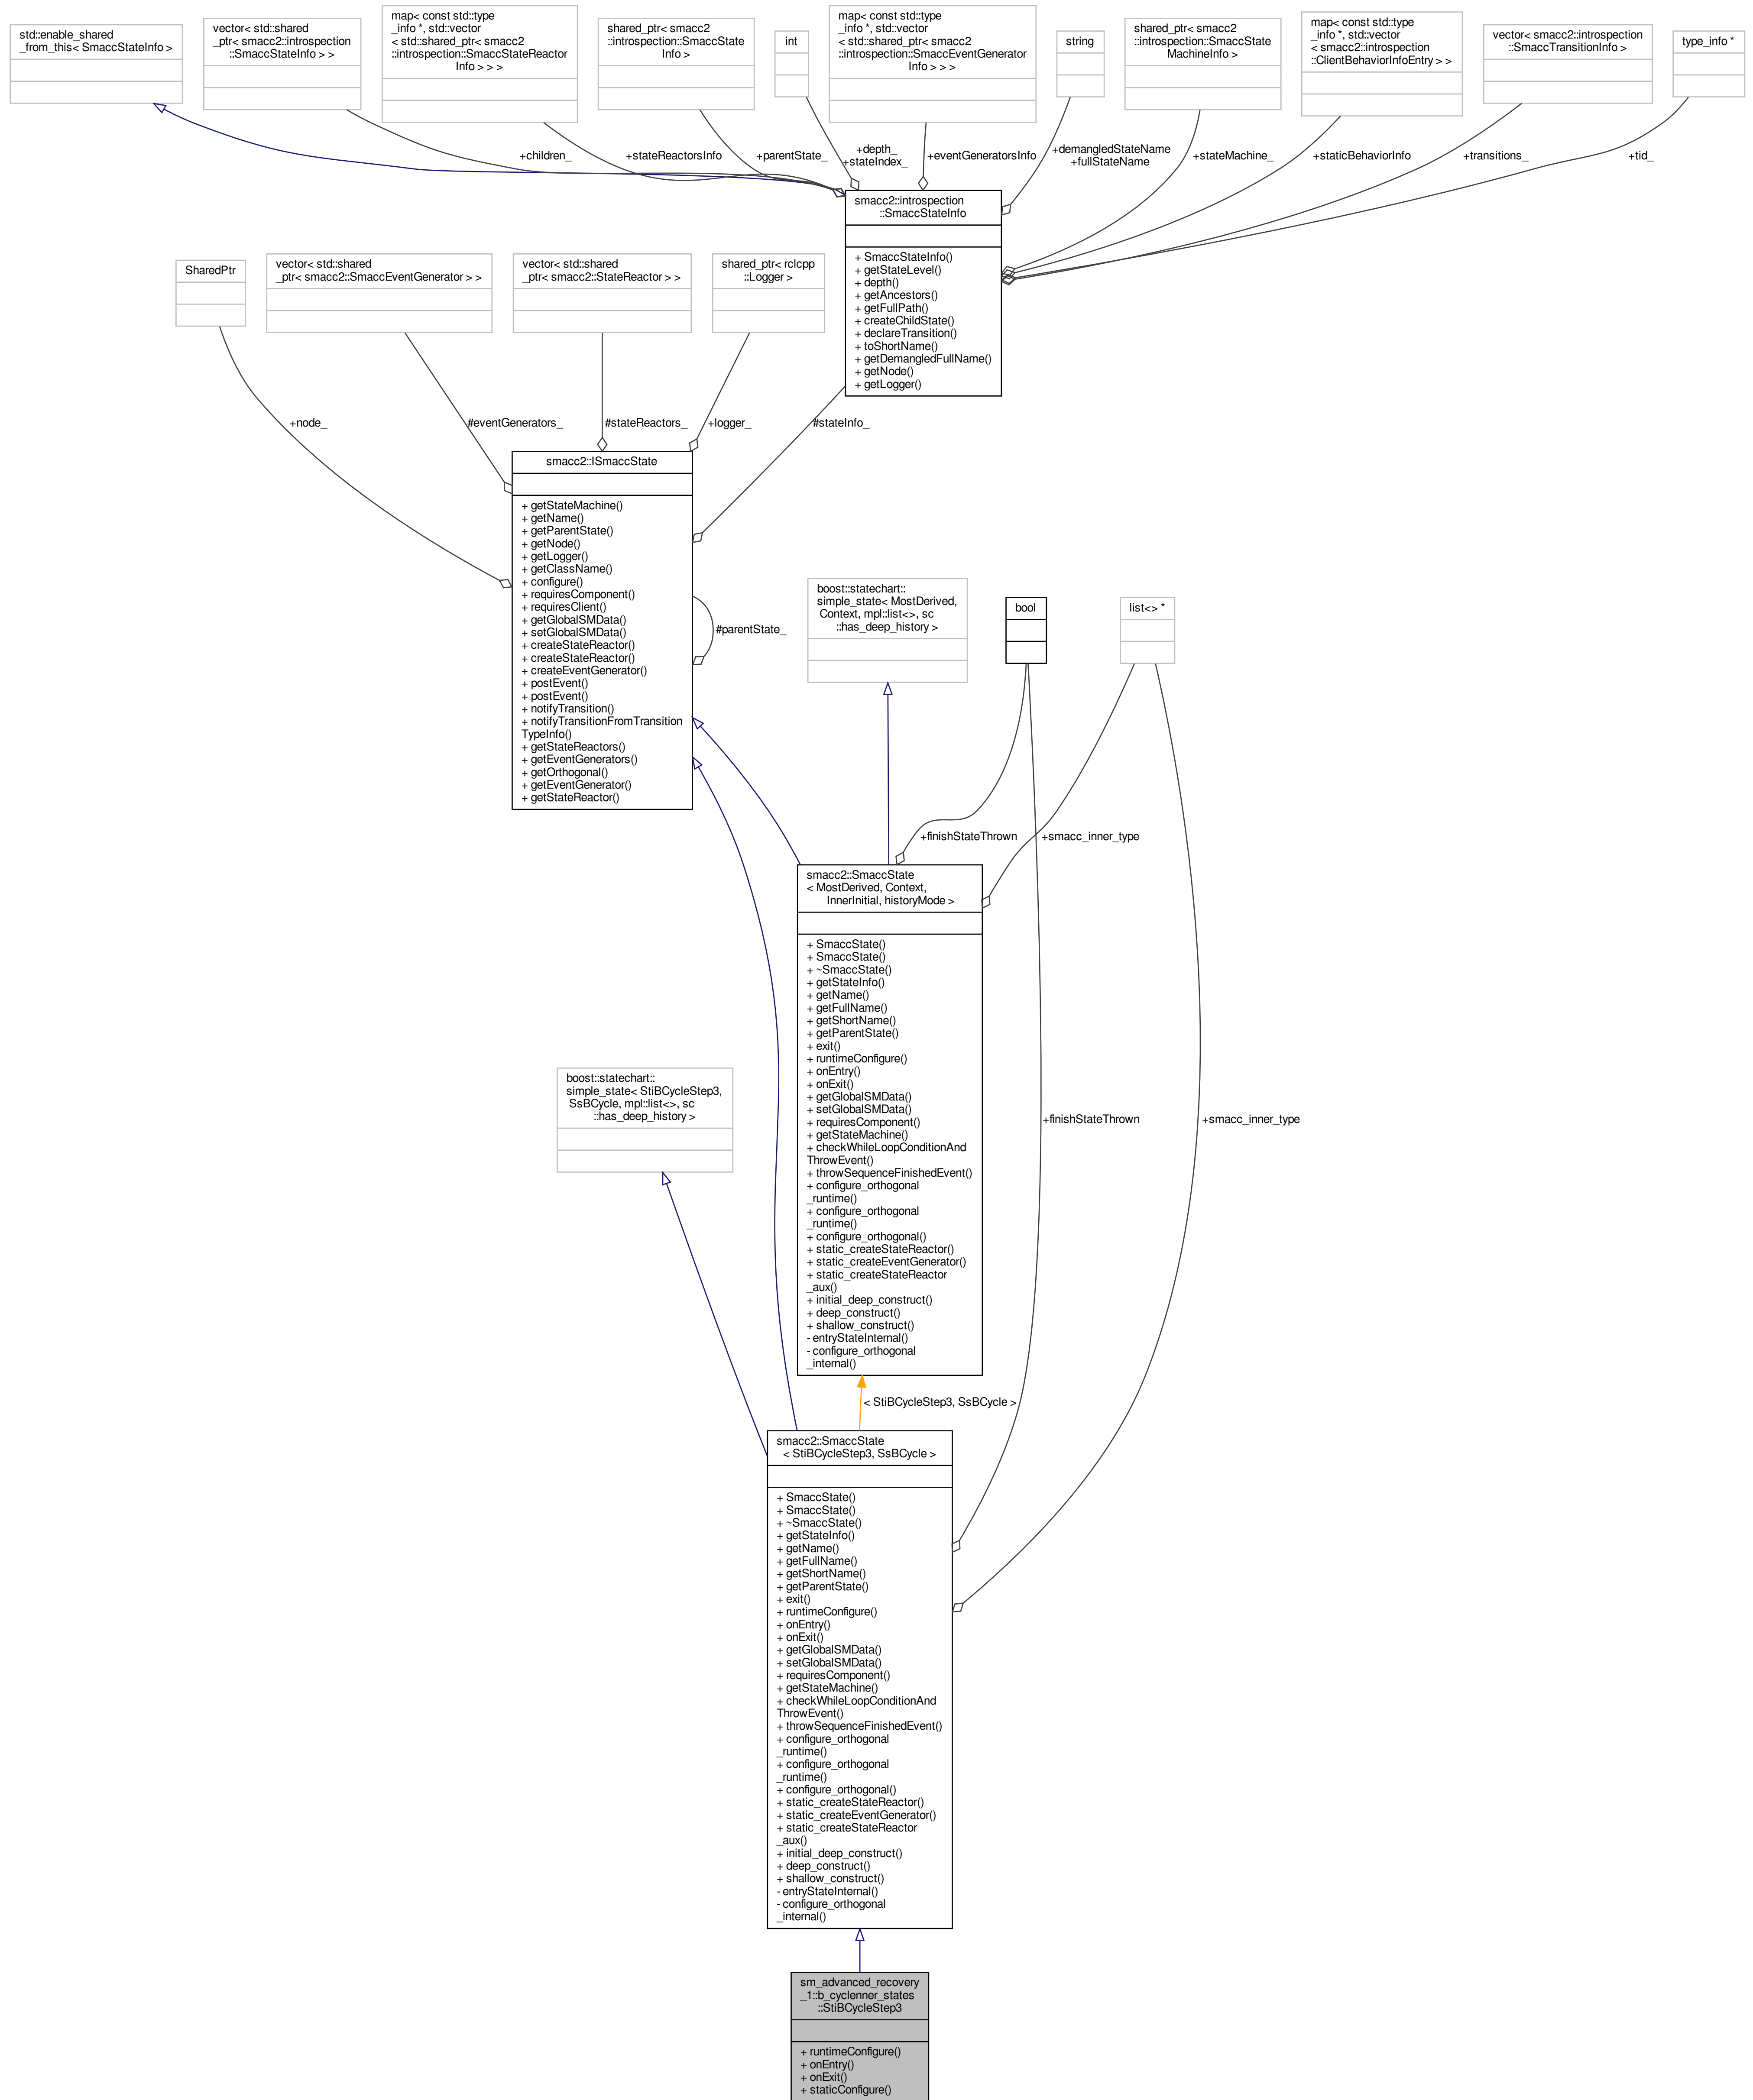 std::enable_shared
_from_this< SmaccStateInfo >
vector< std::shared
_ptr< smacc2::introspection
::SmaccStateInfo > >
map< const std::type
_info *, std::vector
< std::shared_ptr< smacc2
::introspection::SmaccStateReactor
Info > > >
shared_ptr< smacc2
::introspection::SmaccState
Info >
int
map< const std::type
_info *, std::vector
< std::shared_ptr< smacc2
::introspection::SmaccEventGenerator
Info > > >
string
shared_ptr< smacc2
::introspection::SmaccState
MachineInfo >
map< const std::type
_info *, std::vector
< smacc2::introspection
::ClientBehaviorInfoEntry > >
vector< smacc2::introspection
::SmaccTransitionInfo >
type_info *
+children_
+stateReactorsInfo
+parentState_
+depth_
+stateIndex_
+eventGeneratorsInfo
+demangledStateName
+fullStateName
+stateMachine_
+staticBehaviorInfo
+transitions_
+tid_
smacc2::introspection
::SmaccStateInfo
+ SmaccStateInfo()
+ getStateLevel()
+ depth()
+ getAncestors()
+ getFullPath()
+ createChildState()
+ declareTransition()
+ toShortName()
+ getDemangledFullName()
+ getNode()
+ getLogger()
SharedPtr
vector< std::shared
_ptr< smacc2::SmaccEventGenerator > >
vector< std::shared
_ptr< smacc2::StateReactor > >
shared_ptr< rclcpp
::Logger >
+node_
#eventGenerators_
#stateReactors_
+logger_
#stateInfo_
smacc2::ISmaccState
+ getStateMachine()
+ getName()
+ getParentState()
+ getNode()
+ getLogger()
+ getClassName()
+ configure()
+ requiresComponent()
+ requiresClient()
+ getGlobalSMData()
+ setGlobalSMData()
+ createStateReactor()
+ createStateReactor()
+ createEventGenerator()
+ postEvent()
+ postEvent()
+ notifyTransition()
+ notifyTransitionFromTransition
TypeInfo()
+ getStateReactors()
+ getEventGenerators()
+ getOrthogonal()
+ getEventGenerator()
+ getStateReactor()
#parentState_
boost::statechart::
simple_state< MostDerived,
Context, mpl::list<>, sc
::has_deep_history >
bool
list<> *
+finishStateThrown
+smacc_inner_type
smacc2::SmaccState
< MostDerived, Context,
InnerInitial, historyMode >
+ SmaccState()
+ SmaccState()
+ ~SmaccState()
+ getStateInfo()
+ getName()
+ getFullName()
+ getShortName()
+ getParentState()
+ exit()
+ runtimeConfigure()
+ onEntry()
+ onExit()
+ getGlobalSMData()
+ setGlobalSMData()
+ requiresComponent()
+ getStateMachine()
+ checkWhileLoopConditionAnd
ThrowEvent()
+ throwSequenceFinishedEvent()
+ configure_orthogonal
_runtime()
+ configure_orthogonal
_runtime()
+ configure_orthogonal()
+ static_createStateReactor()
+ static_createEventGenerator()
+ static_createStateReactor
_aux()
+ initial_deep_construct()
+ deep_construct()
+ shallow_construct()
- entryStateInternal()
- configure_orthogonal
_internal()
boost::statechart::
simple_state< StiBCycleStep3,
SsBCycle, mpl::list<>, sc
::has_deep_history >
+finishStateThrown
+smacc_inner_type
< StiBCycleStep3, SsBCycle >
smacc2::SmaccState
< StiBCycleStep3, SsBCycle >
+ SmaccState()
+ SmaccState()
+ ~SmaccState()
+ getStateInfo()
+ getName()
+ getFullName()
+ getShortName()
+ getParentState()
+ exit()
+ runtimeConfigure()
+ onEntry()
+ onExit()
+ getGlobalSMData()
+ setGlobalSMData()
+ requiresComponent()
+ getStateMachine()
+ checkWhileLoopConditionAnd
ThrowEvent()
+ throwSequenceFinishedEvent()
+ configure_orthogonal
_runtime()
+ configure_orthogonal
_runtime()
+ configure_orthogonal()
+ static_createStateReactor()
+ static_createEventGenerator()
+ static_createStateReactor
_aux()
+ initial_deep_construct()
+ deep_construct()
+ shallow_construct()
- entryStateInternal()
- configure_orthogonal
_internal()
sm_advanced_recovery
_1::b_cyclenner_states
::StiBCycleStep3
+ runtimeConfigure()
+ onEntry()
+ onExit()
+ staticConfigure()